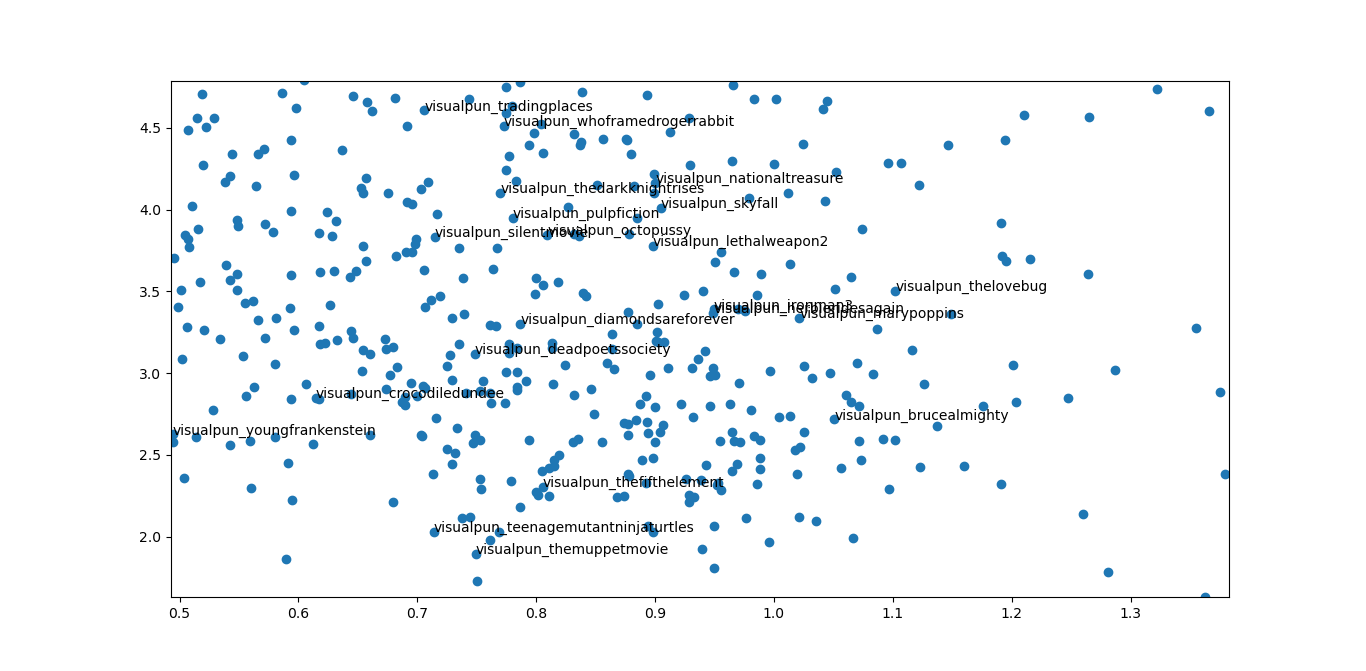 4.5
4.0
3.5
3.0
2.5
2.0
visualpun_tradingplaces
visualpun_whoframedrogerrabbit
visualpun_nationaltreasure
visualpun_thedarkknightrises
visualpun_skyfall
visualpun_pulpfiction
visualpun_silentmovie
visualpun_octopussy
visualpun_lethalweapon2
visualpun_thelovebug
visualpun_ironman3
visualpun_herbieridesagain
visualpun_marypoppins
visualpun_diamondsareforever
visualpun_deadpoetssociety
visualpun_crocodiledundee
visualpun_brucealmighty
visualpun_youngfrankenstein
visualpun_thefifthelement
visualpun_teenagemutantninjaturtles
visualpun_themuppetmovie
0.5 0.6 0.7 0.8 0.9 1.0 1.1 1.2 1.3